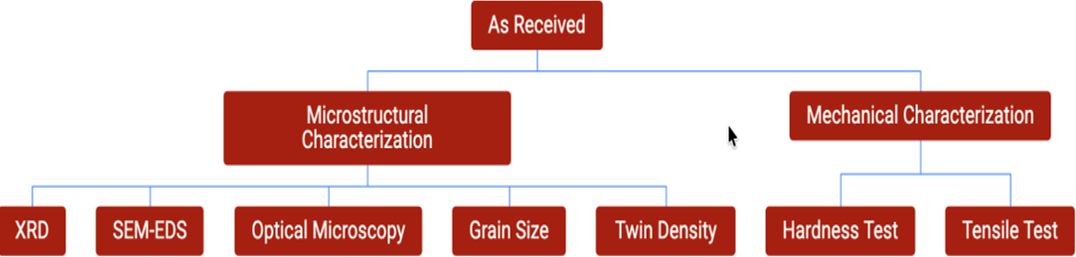 As Received
Microstructural
Characterization
Mechanical Characterization
XRD
SEM-EDS
Optical Microscopy
Grain Size
Twin Density
Hardness Test
Tensile Test